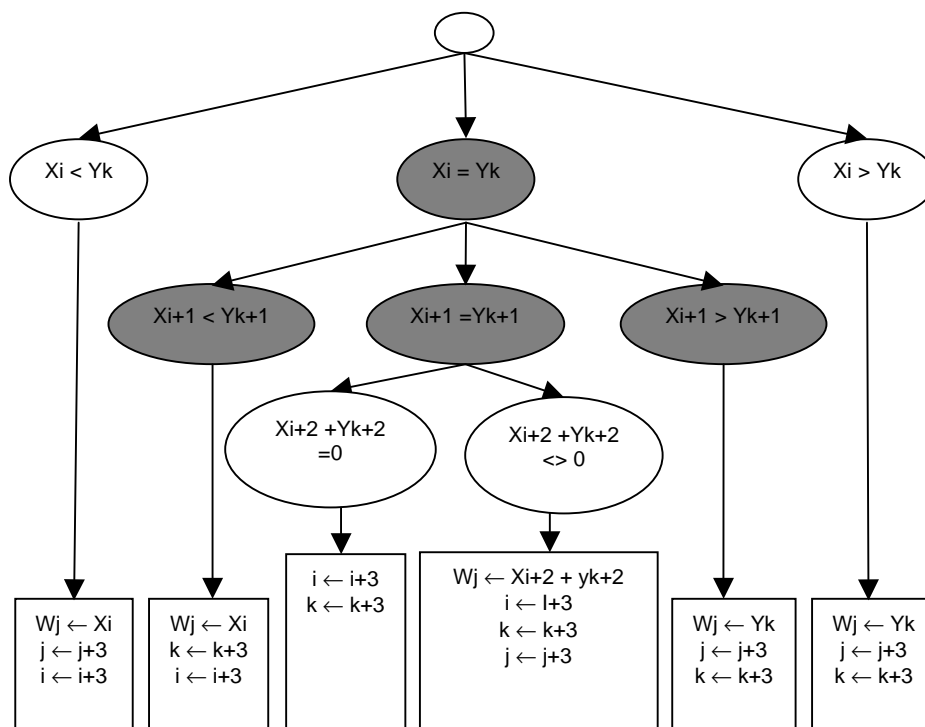 Xi < Yk
Xi = Yk
Xi > Yk
Xi+1 < Yk+1
Xi+1 =Yk+1
Xi+1 > Yk+1
Xi+2 +Yk+2
=0
Xi+2 +Yk+2
<> 0
Wj ← Xi
j ← j+3
i ← i+3
Wj ← Xi
k ← k+3
i ← i+3
i ← i+3
k ← k+3
Wj ← Xi+2 + yk+2
i ← I+3
k ← k+3
j ← j+3
Wj ← Yk
j ← j+3
k ← k+3
Wj ← Yk
j ← j+3
k ← k+3